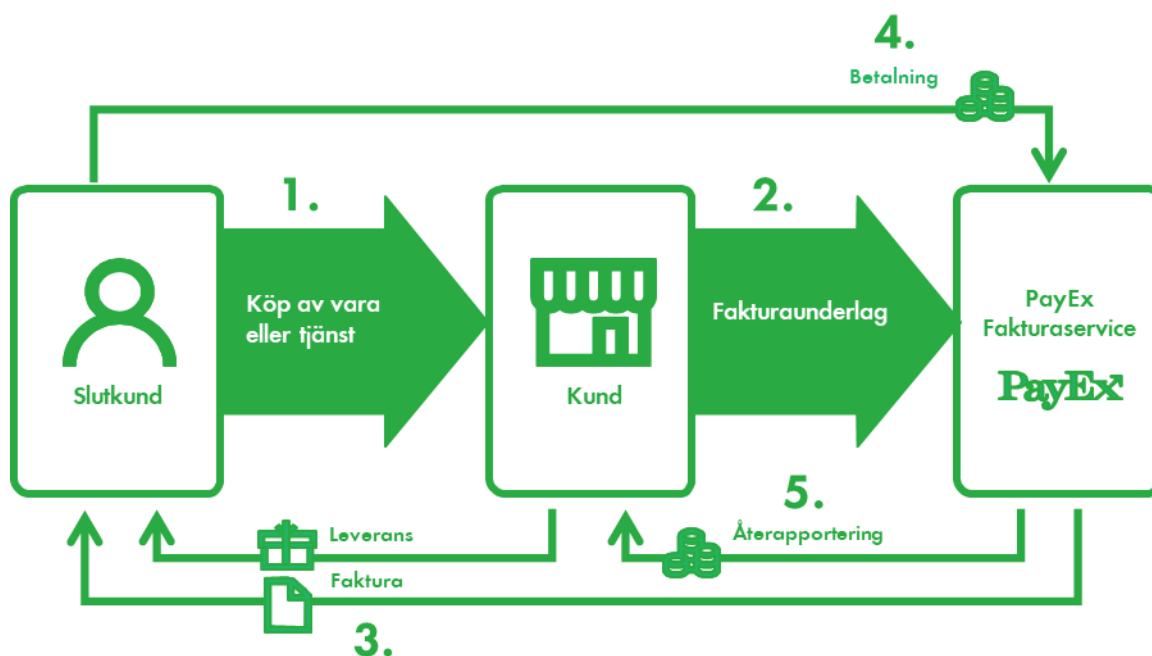 4.
Betalning
1.
2.
Köp av vara
eller tjänst
Fakturaunderlag
PayEx
Fakturaservice
PayEx
Slutkund
Kund
5.
Leverans
Återapportering
Faktura
3.